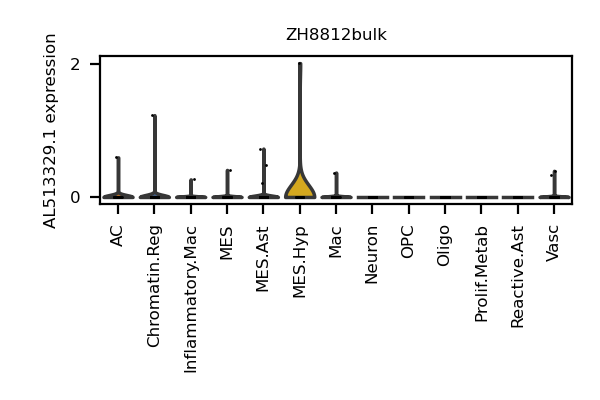 ZH8812bulk
AL513329.1 expression
2
0
AC
Chromatin.Reg
Inflammatory.Mac
MES
MES.Ast
MES.Hyp
Mac
Neuron
OPC
Oligo
Prolif.Metab
Reactive.Ast
Vasc